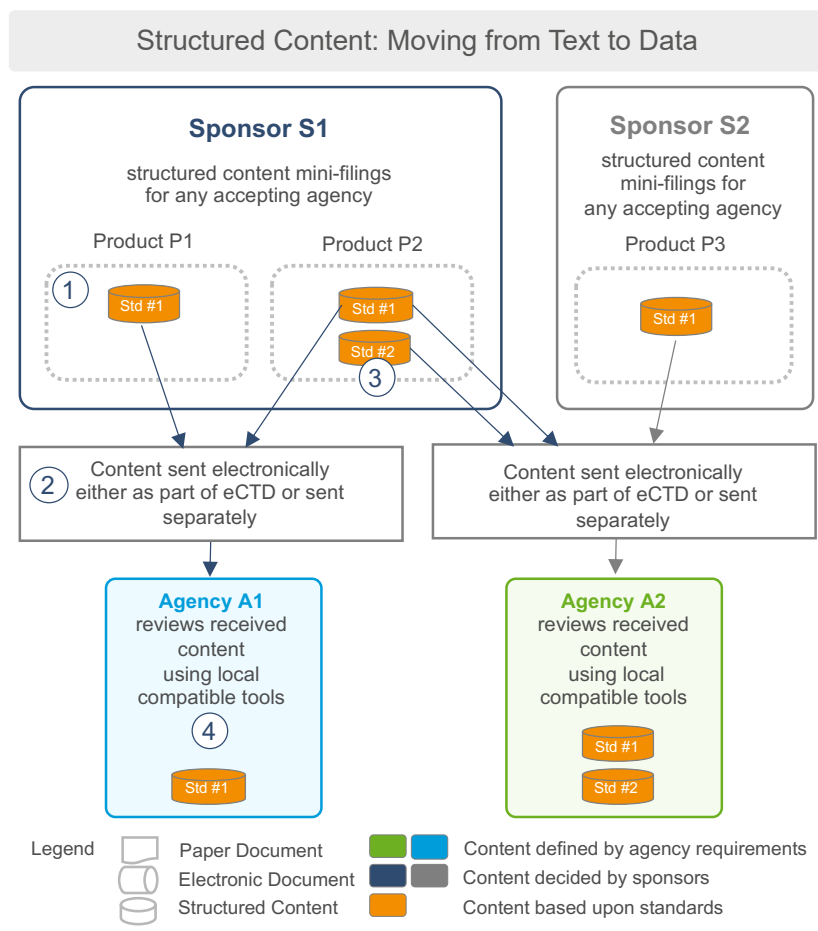 Structured Content: Moving from Text to Data
Sponsor S1
structured content mini-filings
for any accepting agency
Product P1
Product P2
1
Std #1
Std #1
Std #2
3
Sponsor S2
structured content
mini-filings for
any accepting agency
Product P3
Std #1
2
Content sent electronically
either as part of eCTD or sent
separately
Content sent electronically
either as part of eCTD or sent
separately
Agency A1
reviews received
content
using local
compatible tools
4
Std #1
Agency A2
reviews received
content
using local
compatible tools
Std #1
Std #2
Legend
Paper Document
Electronic Document
Structured Content
Content defined by agency requirements
Content decided by sponsors
Content based upon standards